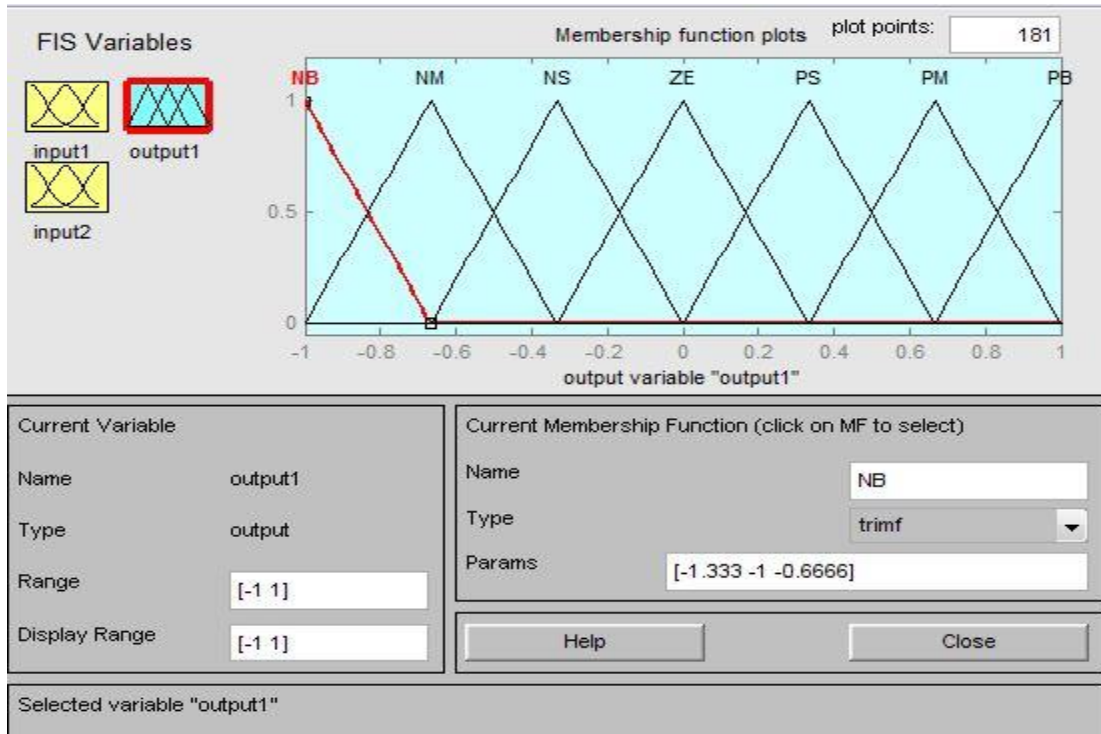 FIS Variables
Membership function plots
plot points:
181
input1
output1
input2
NB NM NS ZE PS PM PB
1
0.5
0
-1 -0.8 -0.6 -0.4 -0.2 0 0.2 0.4 0.6 0.8 1
output variable "output1"
Current Variable
Name output1
Type output
Range [-1 1]
Display Range [-1 1]
Current Membership Function (click on MF to select)
Name NB
Type trimf
Params [-1.333 -1 -0.6666]
Help Close
Selected variable "output1"